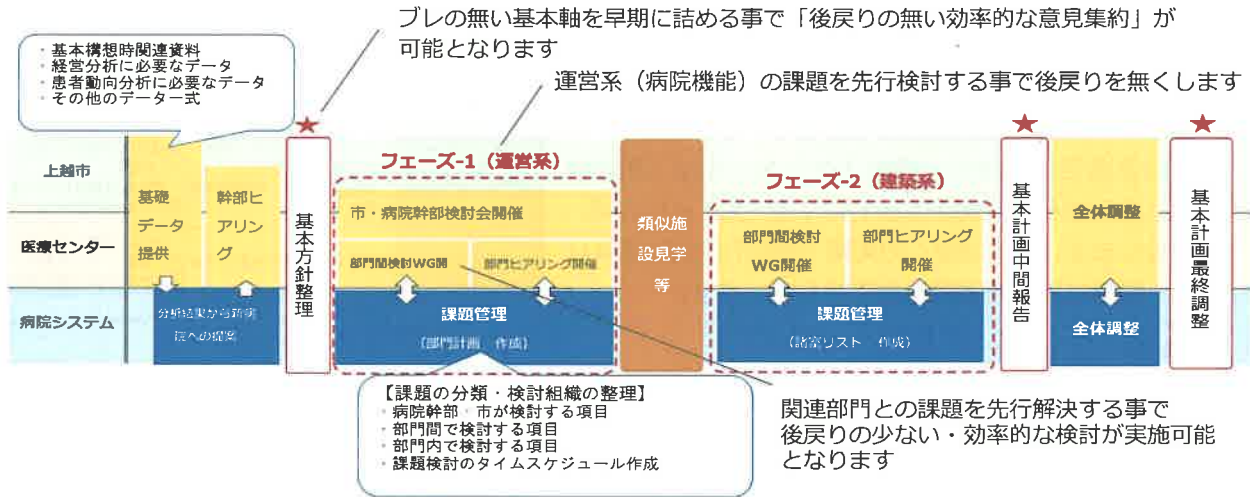 ブレの無い基本軸を早期に詰める事で「後戻りの無い効率的な意見集約」が
可能となります
・基本構想時関連資料
・経営分析に必要なデータ
・患者動向分析に必要なデータ
・その他のデータ一式
運営系（病院機能）の課題を先行検討する事で後戻りを無くします
上越市
医療センター
病院システム
基礎
データ
提供
幹部ヒ
アリン
グ
分析結果から新病
院への提案
基本方針整理
フェーズ-1（運営系）
市・病院幹部検討会開催
部門間検討WG開
部門ヒアリング開催
課題管理
（部門計画　作成）
類似施
設見学
等
フェーズ-2（建築系）
部門間検討
WG開催
部門ヒアリング
開催
課題管理
（諸室リスト　作成）
基本計画中間報告
全体調整
全体調整
基本計画最終調整
【課題の分類・検討組織の整理】
・病院幹部・市が検討する項目
・部門間で検討する項目
・部門内で検討する項目
・課題検討のタイムスケジュール作成
関連部門との課題を先行解決する事で
後戻りの少ない・効率的な検討が実施可能
となります